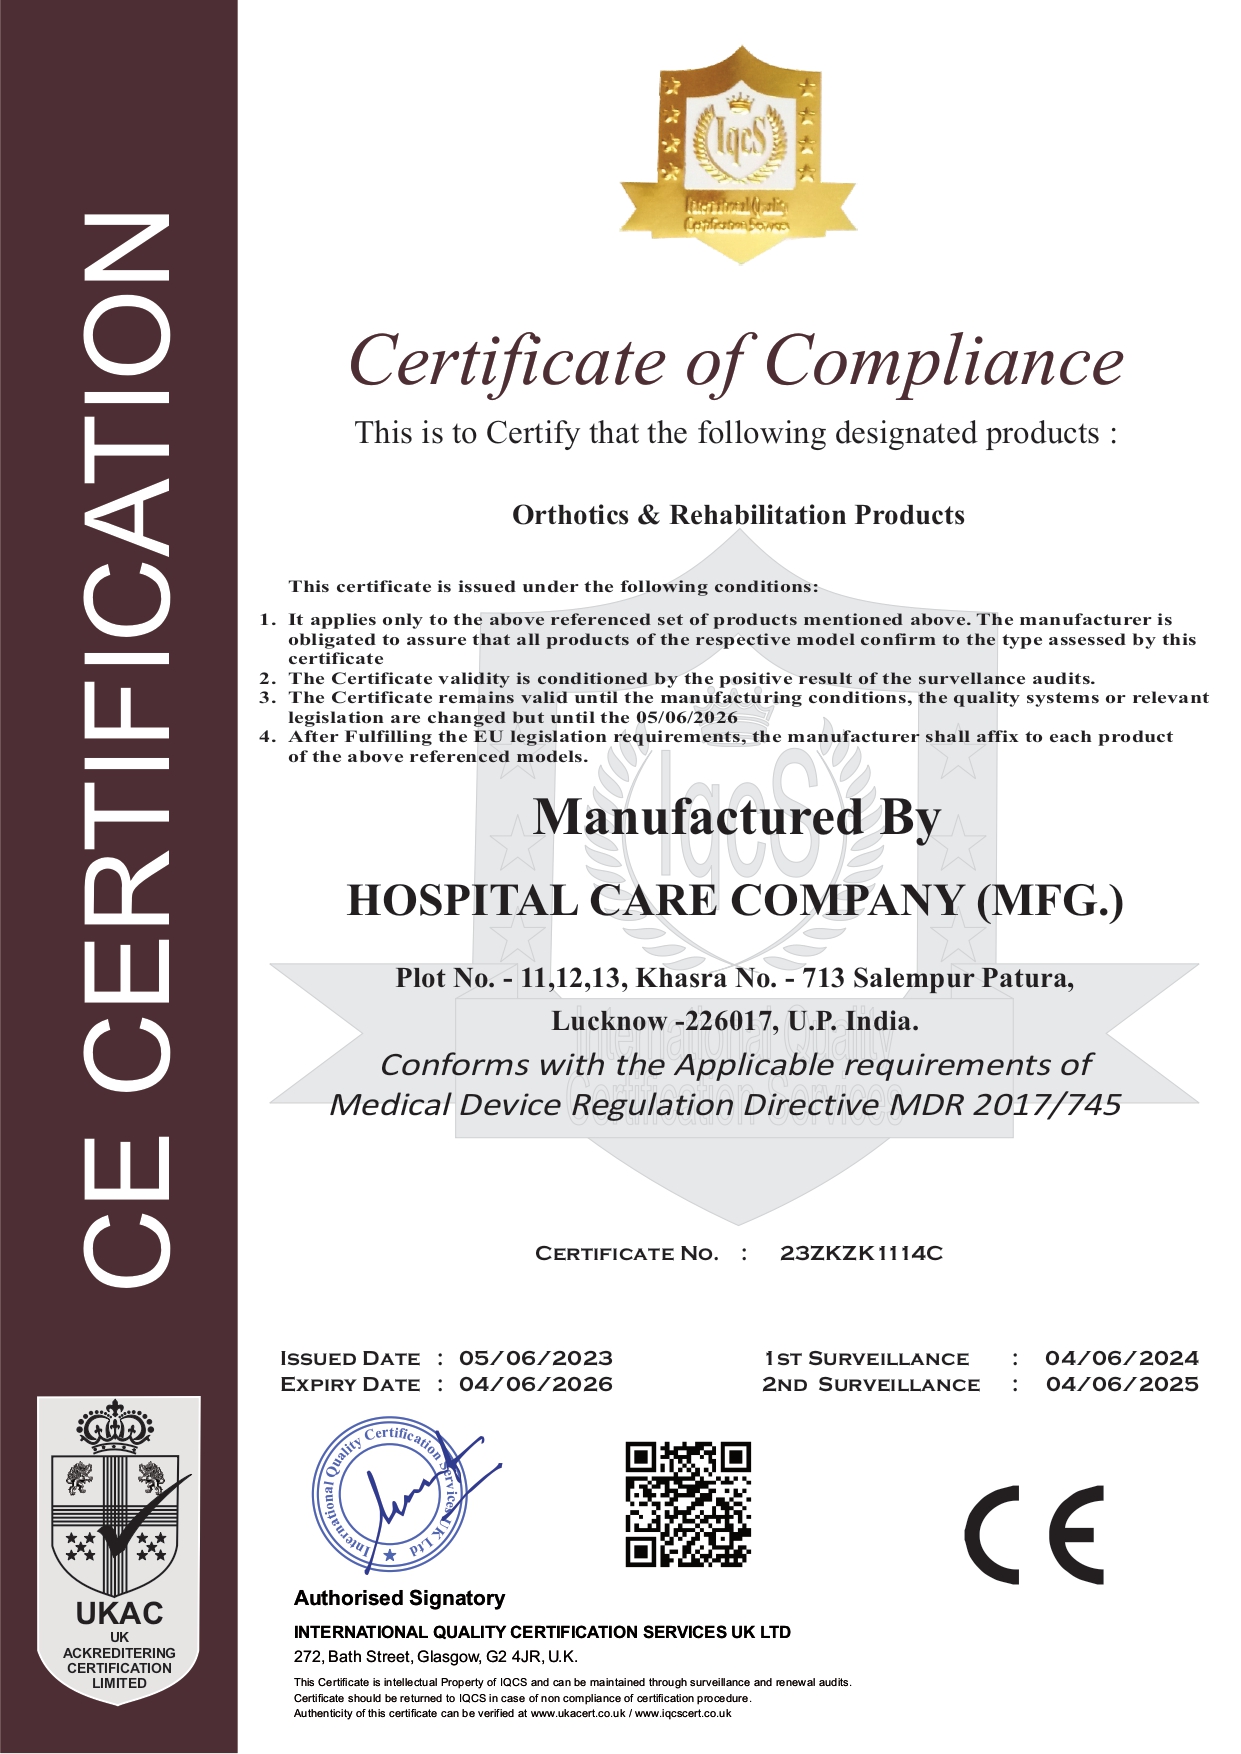 CE CERTIFICATION
IqcS
International Quality
Certification Services
Certificate of Compliance
This is to Certify that the following designated products :
Orthotics & Rehabilitation Products
This certificate is issued under the following conditions:
1. It applies only to the above referenced set of products mentioned above. The manufacturer is
obligated to assure that all products of the respective model confirm to the type assessed by this
certificate
2. The Certificate validity is conditioned by the positive result of the survellance audits.
3. The Certificate remains valid until the manufacturing conditions, the quality systems or relevant
legislation are changed but until the 05/06/2026
4. After Fulfilling the EU legislation requirements, the manufacturer shall affix to each product
of the above referenced models.
IqcS
Manufactured By
HOSPITAL CARE COMPANY (MFG.)
Plot No. - 11,12,13, Khasra No. - 713 Salempur Patura,
Lucknow -226017, U.P. India.
International Quality
Conforms with the Applicable requirements of
Certification Services
Medical Device Regulation Directive MDR 2017/745
CERTIFICATE NO. : 23ZKZK1114C
ISSUED DATE : 05/06/2023 1ST SURVEILLANCE : 04/06/2024
EXPIRY DATE : 04/06/2026 2ND SURVEILLANCE : 04/06/2025
International Quality Certification Services UK Ltd
CE
Authorised Signatory
INTERNATIONAL QUALITY CERTIFICATION SERVICES UK LTD
272, Bath Street, Glasgow, G2 4JR, U.K.
This Certificate is intellectual Property of IQCS and can be maintained through surveillance and renewal audits.
Certificate should be returned to IQCS in case of non compliance of certification procedure.
Authenticity of this certificate can be verified at www.ukacert.co.uk / www.iqcscert.co.uk
UKAC
UK
ACKREDITERING
CERTIFICATION
LIMITED